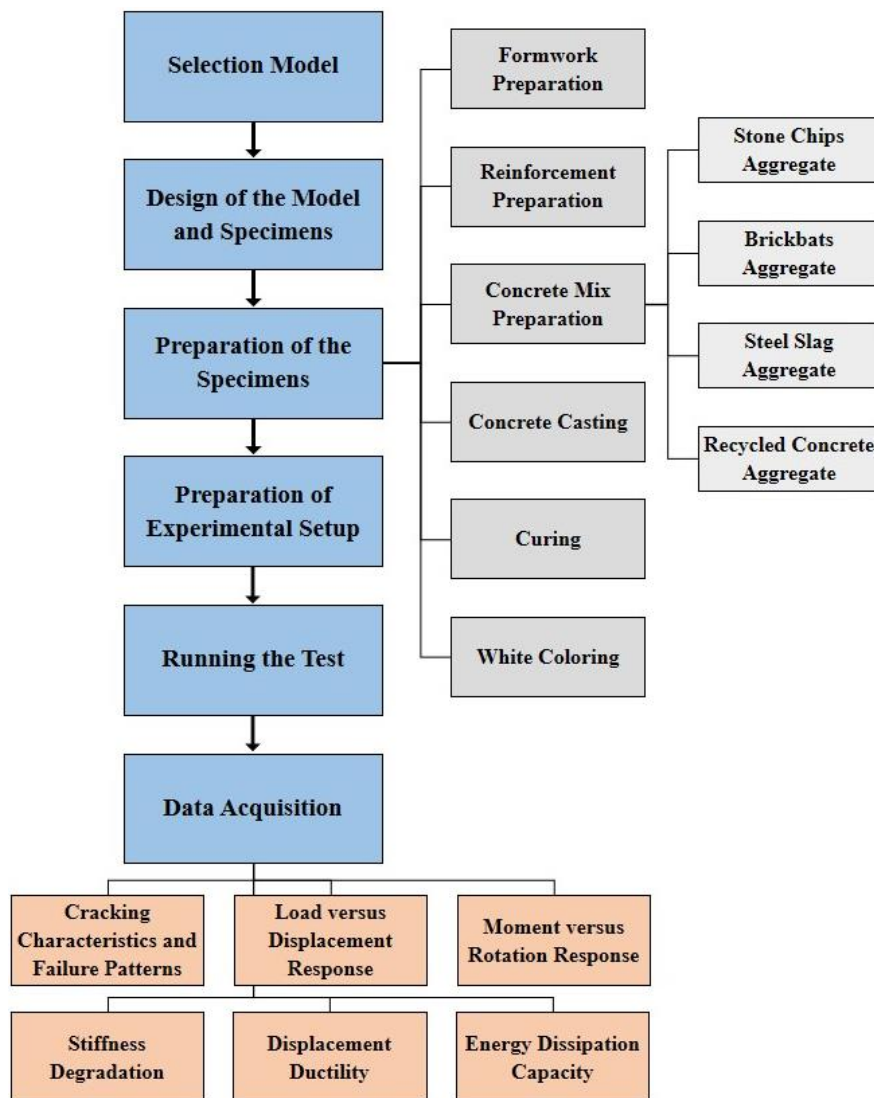 Selection Model
Design of the Model
and Specimens
Preparation of the
Specimens
Preparation of
Experimental Setup
Running the Test
Data Acquisition
Formwork
Preparation
Reinforcement
Preparation
Concrete Mix
Preparation
Concrete Casting
Curing
White Coloring
Stone Chips
Aggregate
Brickbats
Aggregate
Steel Slag
Aggregate
Recycled Concrete
Aggregate
Cracking
Characteristics and
Failure Patterns
Load versus
Displacement
Response
Moment versus
Rotation Response
Stiffness
Degradation
Displacement
Ductility
Energy Dissipation
Capacity